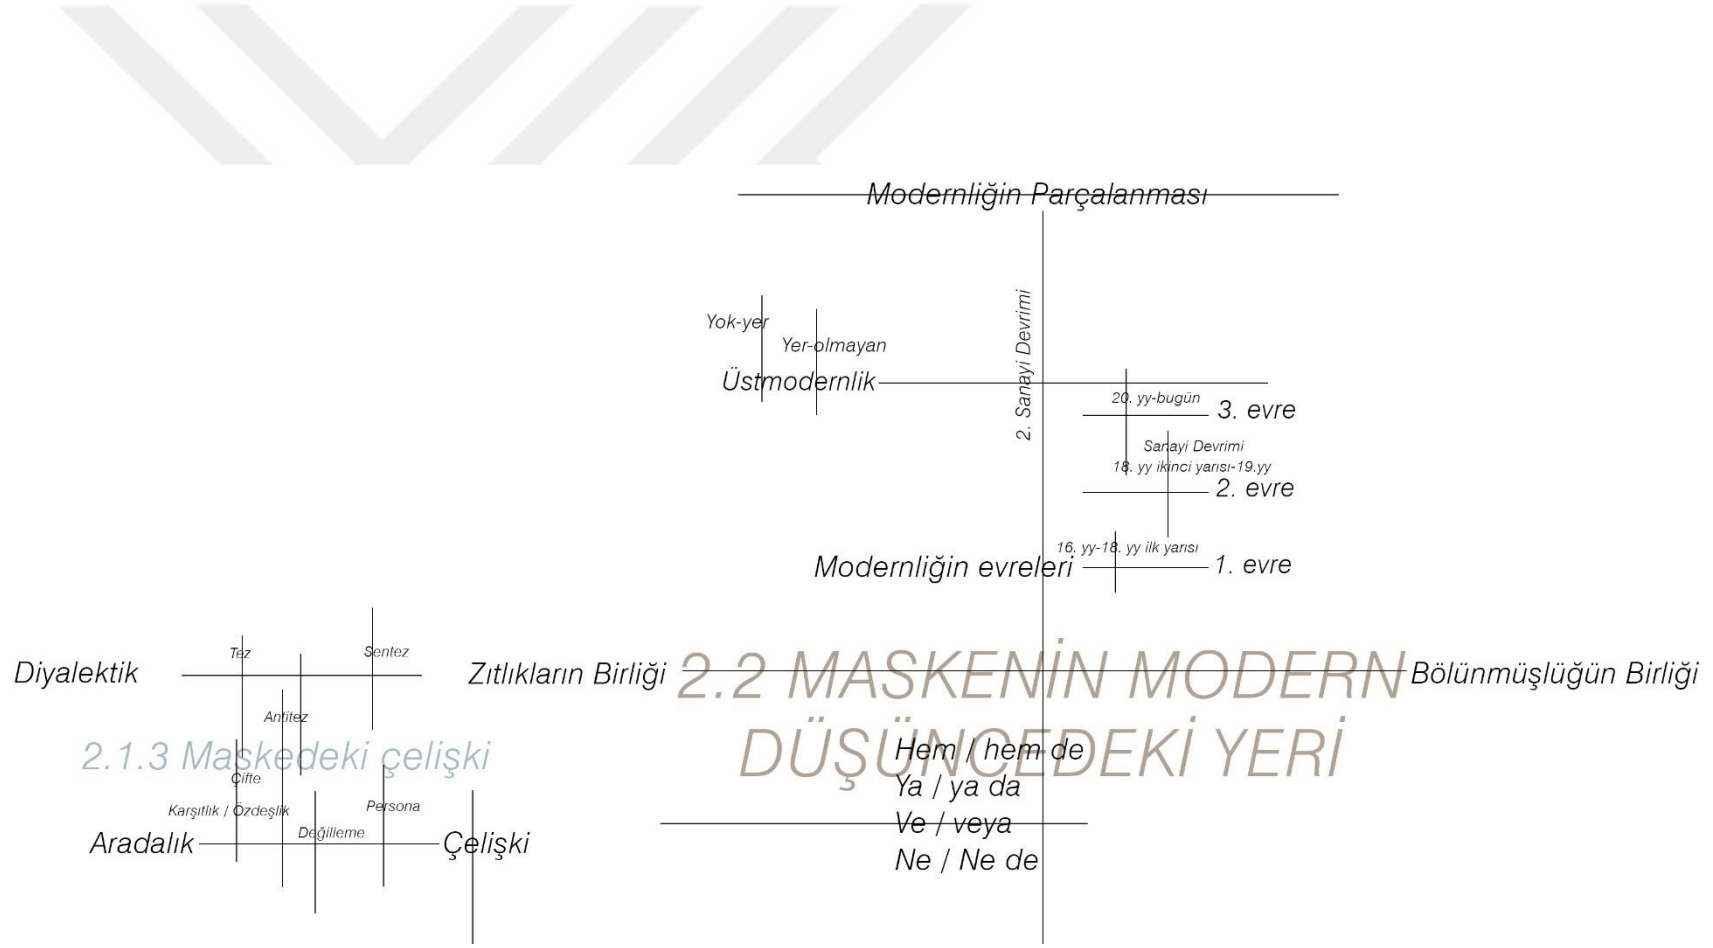 Modernliğin Parçalanması
2. Sanayi Devrimi
Yok-yer
Yer-olmayan
Üstmodernlik
20. yy-bugün
3. evre
Sanayi Devrimi
18. yy ikinci yarısı-19.yy
2. evre
16. yy-18. yy ilk yarısı
Modernliğin evreleri
1. evre
Diyalektik
Tez
Sentez
Antitez
Zıtlıkların Birliği
2.2 MASKENİN MODERN
DÜŞÜNCEDEKİ YERİ
Bölünmüşlüğün Birliği
2.1.3 Maskedeki çelişki
Çifte
Karşıtlık / Özdeşlik
Değilleme
Persona
Aradalık
Çelişki
Hem / hem de
Ya / ya da
Ve / veya
Ne / Ne de